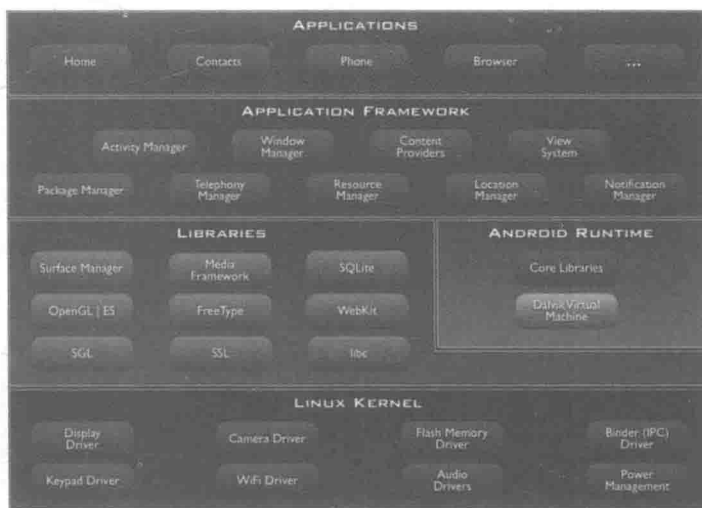 APPLICATIONS
Home Contacts Phone Browser ...
APPLICATION FRAMEWORK
Activity Manager Window Manager Content Providers View System
Package Manager Telephony Manager Resource Manager Location Manager Notification Manager
LIBRARIES
Surface Manager Media Framework SQLite
OpenGL | ES FreeType WebKit
SGL SSL libc
ANDROID RUNTIME
Core Libraries
Dalvik Virtual Machine
LINUX KERNEL
Display Driver Camera Driver Flash Memory Driver Binder (IPC) Driver
Keypad Driver WiFi Driver Audio Drivers Power Management